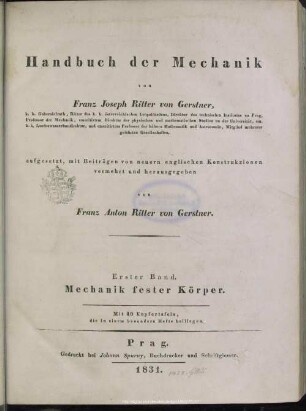 Handbuch der Mechanik
von
Franz Joseph Ritter von Gerstner,
k. k. Gubernialrath, Ritter des k. k. österreichischen Leopoldordens, Direktor des technischen Institutes zu Prag,
Professor der Mechanik, emeritirtem Direktor der physischen und mathematischen Studien an der Universität, em.
k. k. Landwasserbaudirektor, und emeritirtem Professor der höhern Mathematik und Astronomie, Mitglied mehrerer
gelehrten Gesellschaften,
aufgesetzt, mit Beiträgen von neuern englischen Konstruktionen
vermehrt und herausgegeben
von
Franz Anton Ritter von Gerstner.
Erster Band.
Mechanik fester Körper.
Mit 40 Kupfertafeln,
die in einem besondern Hefte beiliegen.
Prag.
Gedruckt bei Johann Spurny, Buchdrucker und Schriftgiesser.
1831.